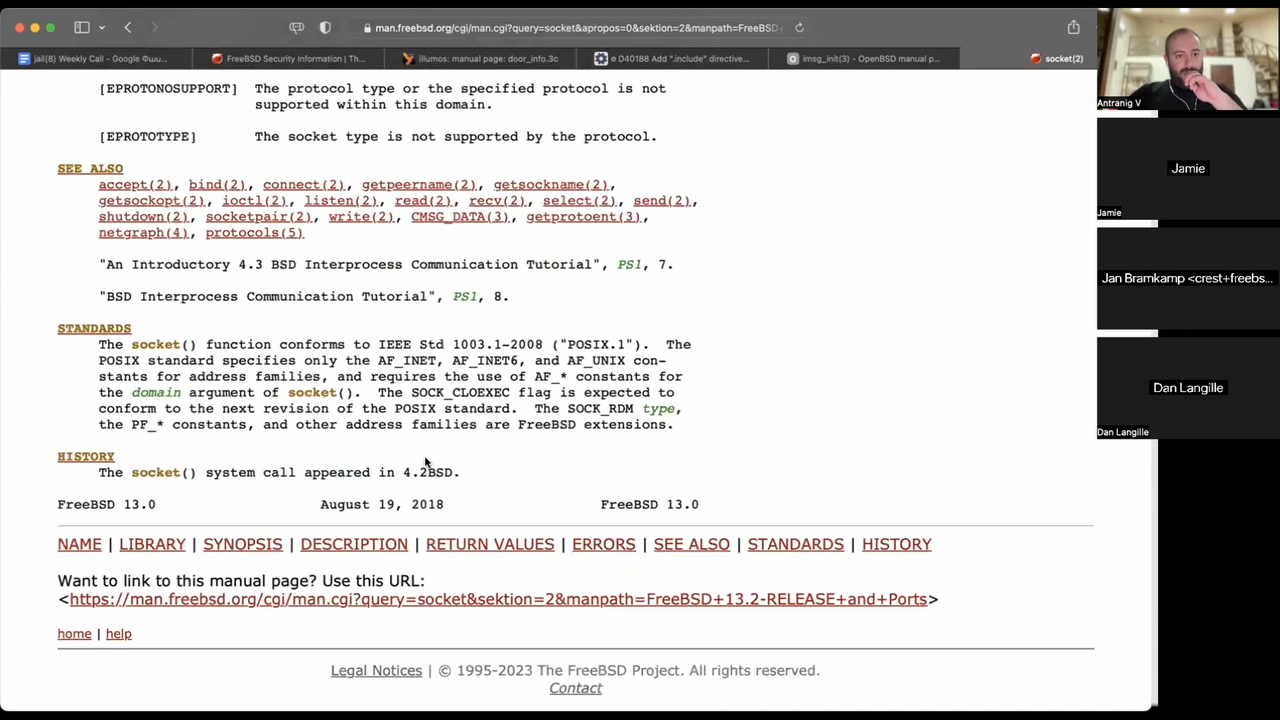 man.freebsd.org/cgi/man.cgi?query=socket&apropos=0&sektion=2&manpath=FreeBSD
jail(8) Weekly Call - Google Փաս...
FreeBSD Security Information | Th...
illumos: manual page: door_info.3c
D40188 Add ".include" directive...
imsg_init(3) - OpenBSD manual p...
socket(2)
[EPROTONOSUPPORT] The protocol type or the specified protocol is not
supported within this domain.
[EPROTOTYPE] The socket type is not supported by the protocol.
SEE ALSO
accept(2), bind(2), connect(2), getpeername(2), getsockname(2),
getsockopt(2), ioctl(2), listen(2), read(2), recv(2), select(2), send(2),
shutdown(2), socketpair(2), write(2), CMSG_DATA(3), getprotoent(3),
netgraph(4), protocols(5)
"An Introductory 4.3 BSD Interprocess Communication Tutorial", PS1, 7.
"BSD Interprocess Communication Tutorial", PS1, 8.
STANDARDS
The socket() function conforms to IEEE Std 1003.1-2008 ("POSIX.1"). The
POSIX standard specifies only the AF_INET, AF_INET6, and AF_UNIX con-
stants for address families, and requires the use of AF_* constants for
the domain argument of socket(). The SOCK_CLOEXEC flag is expected to
conform to the next revision of the POSIX standard. The SOCK_RDM type,
the PF_* constants, and other address families are FreeBSD extensions.
HISTORY
The socket() system call appeared in 4.2BSD.
FreeBSD 13.0 August 19, 2018 FreeBSD 13.0
NAME | LIBRARY | SYNOPSIS | DESCRIPTION | RETURN VALUES | ERRORS | SEE ALSO | STANDARDS | HISTORY
Want to link to this manual page? Use this URL:
<https://man.freebsd.org/cgi/man.cgi?query=socket&sektion=2&manpath=FreeBSD+13.2-RELEASE+and+Ports>
home | help
Legal Notices | © 1995-2023 The FreeBSD Project. All rights reserved.
Contact
Antranig V
Jamie
Jamie
Jan Bramkamp <crest+freebs...
Dan Langille
Dan Langille